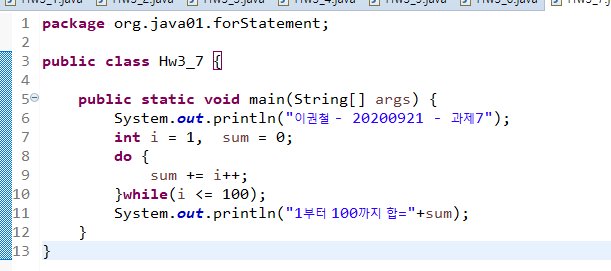 1 package org.java01.forStatement;
2
3 public class Hw3_7 {
4
5 public static void main(String[] args) {
6 System.out.println("이권철 - 20200921 - 과제7");
7 int i = 1, sum = 0;
8 do {
9 sum += i++;
10 }while(i <= 100);
11 System.out.println("1부터 100까지 합="+sum);
12 }
13 }